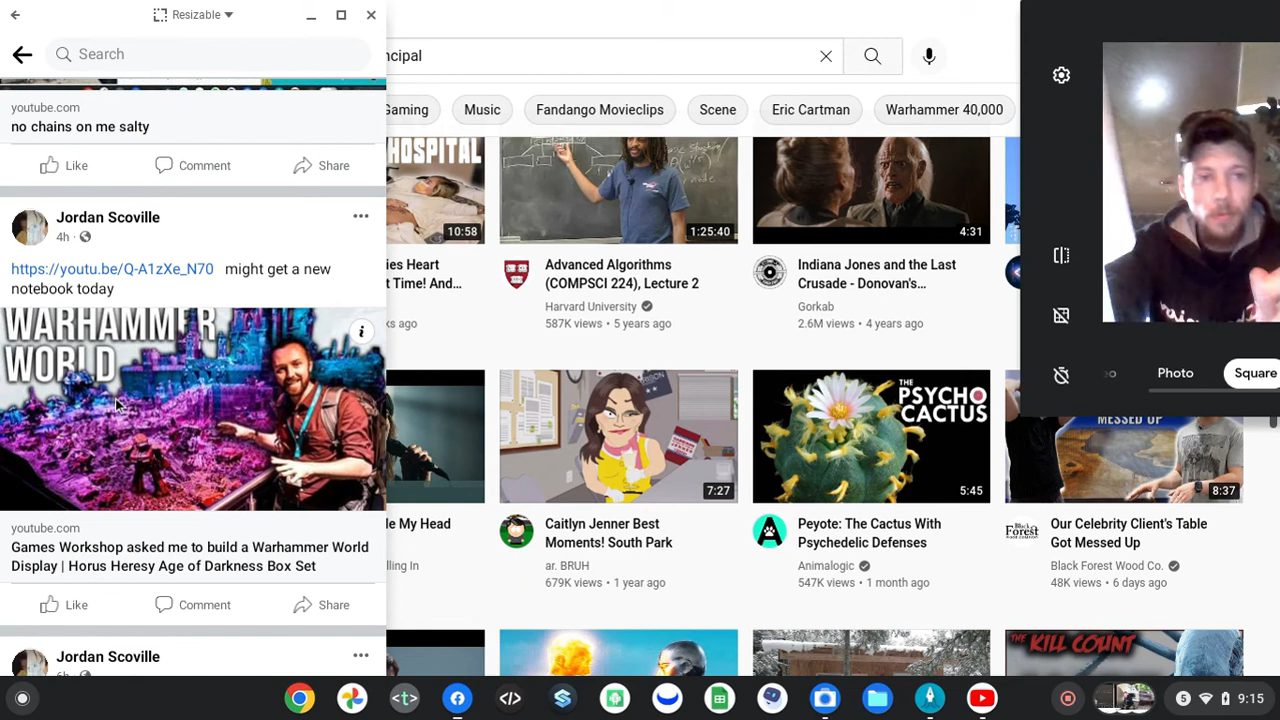 Resizable
Search
youtube.com
no chains on me salty
Like
Comment
Share
Jordan Scoville
4h
https://youtu.be/Q-A1zXe_N70 might get a new
notebook today
WARHAMMER
WORLD
youtube.com
Games Workshop asked me to build a Warhammer World
Display | Horus Heresy Age of Darkness Box Set
Like
Comment
Share
Jordan Scoville
ncipal
aming
Music
Fandango Movieclips
Scene
Eric Cartman
Warhammer 40,000
HOSPITAL
10:58
ies Heart
t Time! And...
ks ago
1:25:40
Advanced Algorithms
(COMPSCI 224), Lecture 2
Harvard University
587K views • 5 years ago
4:31
Indiana Jones and the Last
Crusade - Donovan's...
Gorkab
2.6M views • 4 years ago
le My Head
lling In
7:27
Caitlyn Jenner Best
Moments! South Park
ar. BRUH
679K views • 1 year ago
THE
PSYCHO
CACTUS
5:45
Peyote: The Cactus With
Psychedelic Defenses
Animalogic
547K views • 1 month ago
MESSED UP
8:37
Black
Forest
Our Celebrity Client's Table
Got Messed Up
Black Forest Wood Co.
48K views • 6 days ago
THE KILL COUNT
Photo
Square
5
9:15